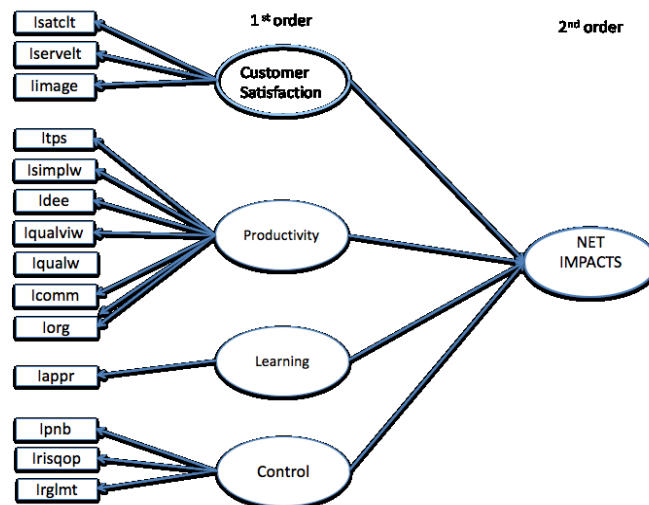 Isatclt
Iservelt
Iimage
1st order
2nd order
Customer
Satisfaction
Itps
Isimplw
Idee
Iqualviw
Iqualw
Icomm
Iorg
Productivity
NET
IMPACTS
Iappr
Learning
Ipnb
Irisqop
Irglmt
Control